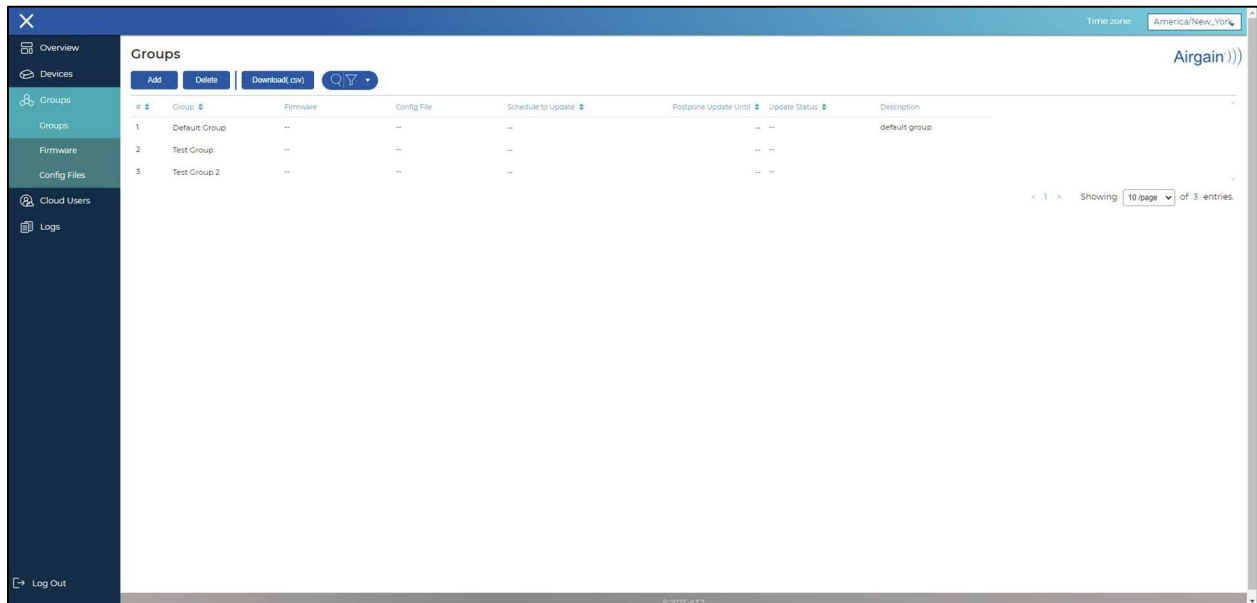 Time zone: America/New_York
Overview
Devices
Groups
Groups
Firmware
Config Files
Cloud Users
Logs
Log Out
Groups
Airgain
Add Delete Download(.csv)
# Group Firmware Config File Schedule to Update Postpone Update Until Update Status Description
1 Default Group -- -- -- -- -- default group
2 Test Group -- -- -- -- --
3 Test Group 2 -- -- -- -- --
< 1 > Showing 10 /page of 3 entries.